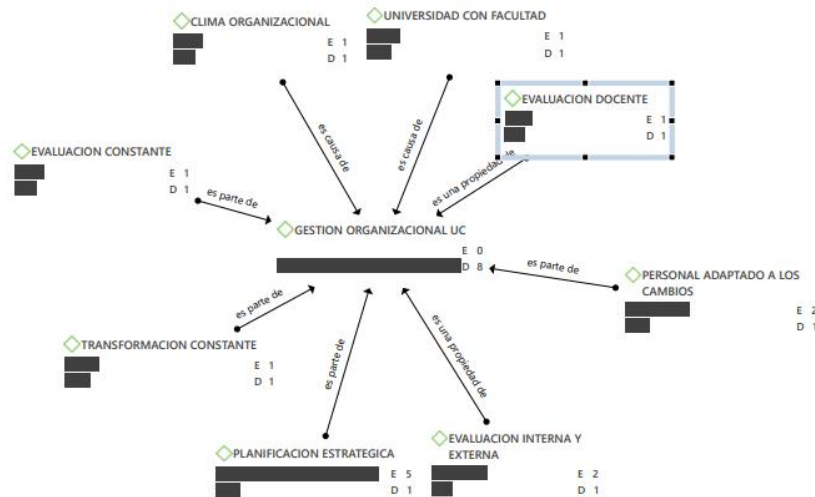 CLIMA ORGANIZACIONAL
E 1
D 1
UNIVERSIDAD CON FACULTAD
E 1
D 1
EVALUACION DOCENTE
E 1
D 1
EVALUACION CONSTANTE
E 1
D 1
es causa de
es causa de
es una propiedad de
es parte de
GESTION ORGANIZACIONAL UC
E 0
D 8
es parte de
PERSONAL ADAPTADO A LOS
CAMBIOS
E 2
D 1
es parte de
TRANSFORMACION CONSTANTE
E 1
D 1
es parte de
es una propiedad de
PLANIFICACION ESTRATEGICA
E 5
D 1
EVALUACION INTERNA Y
EXTERNA
E 2
D 1